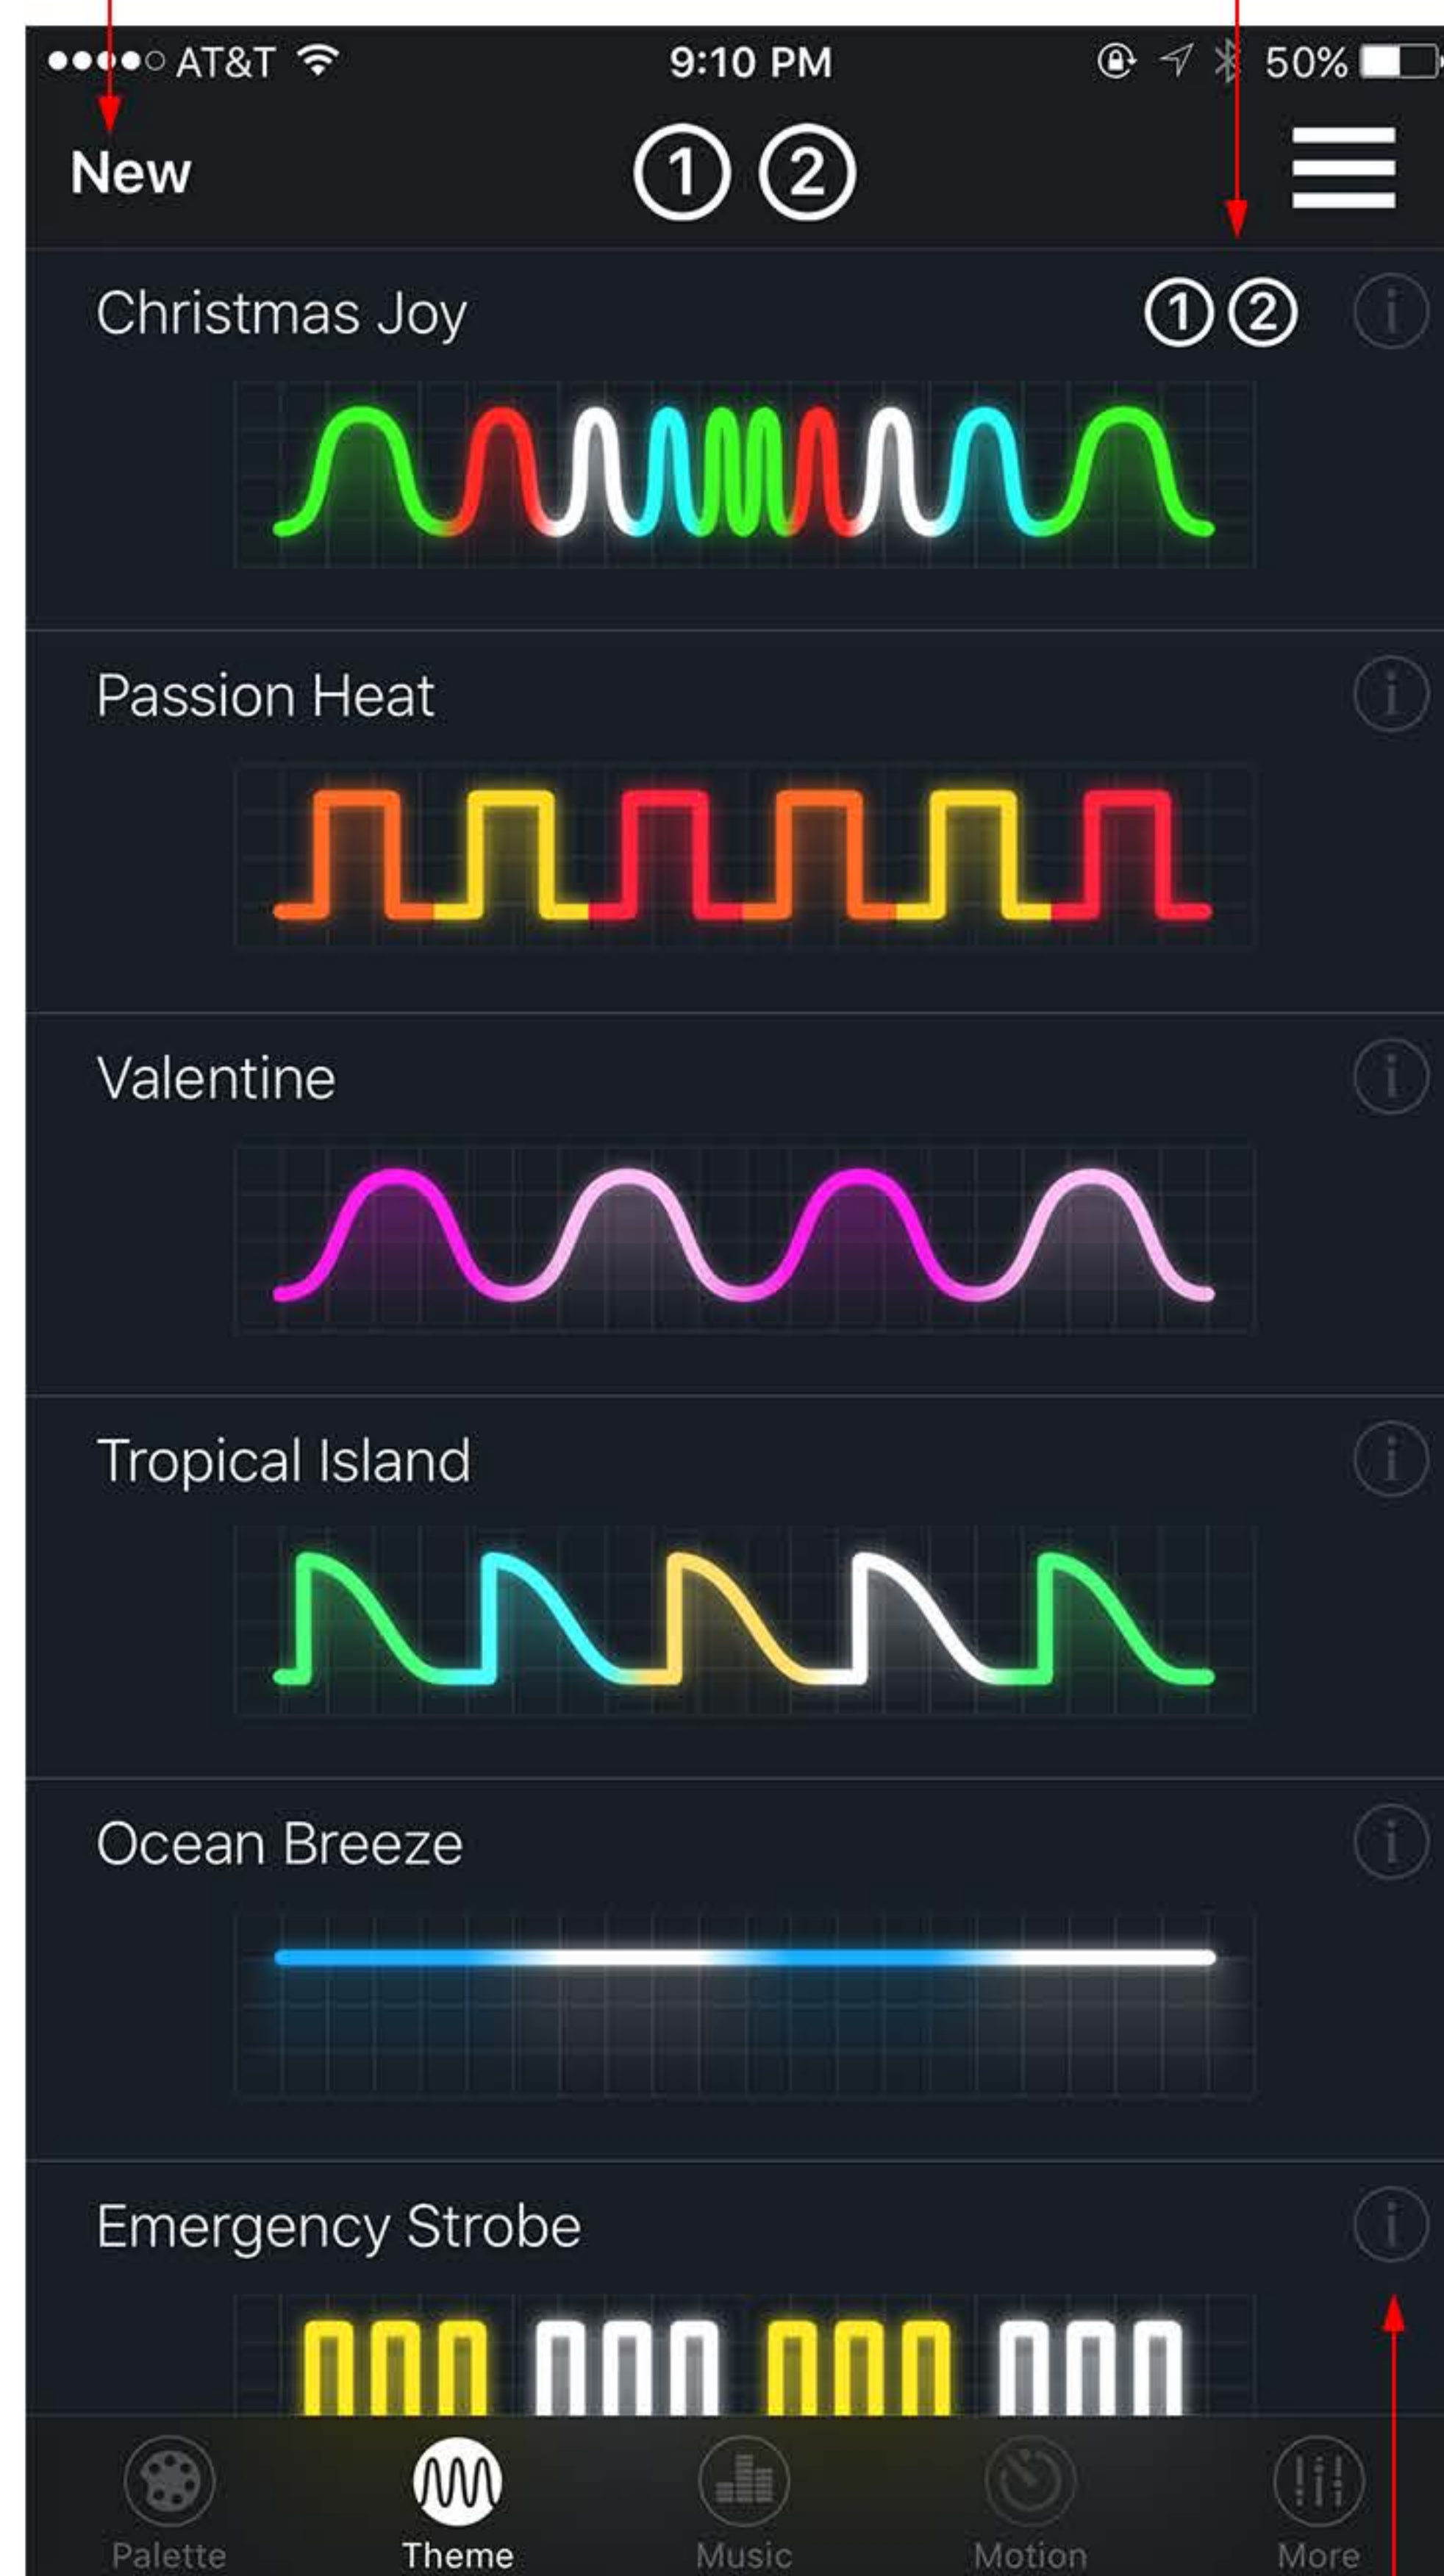 AT&T 9:10 PM 50%
New ① ②
Christmas Joy ① ② i
Passion Heat i
Valentine i
Tropical Island i
Ocean Breeze i
Emergency Strobe i
Palette Theme Music Motion More